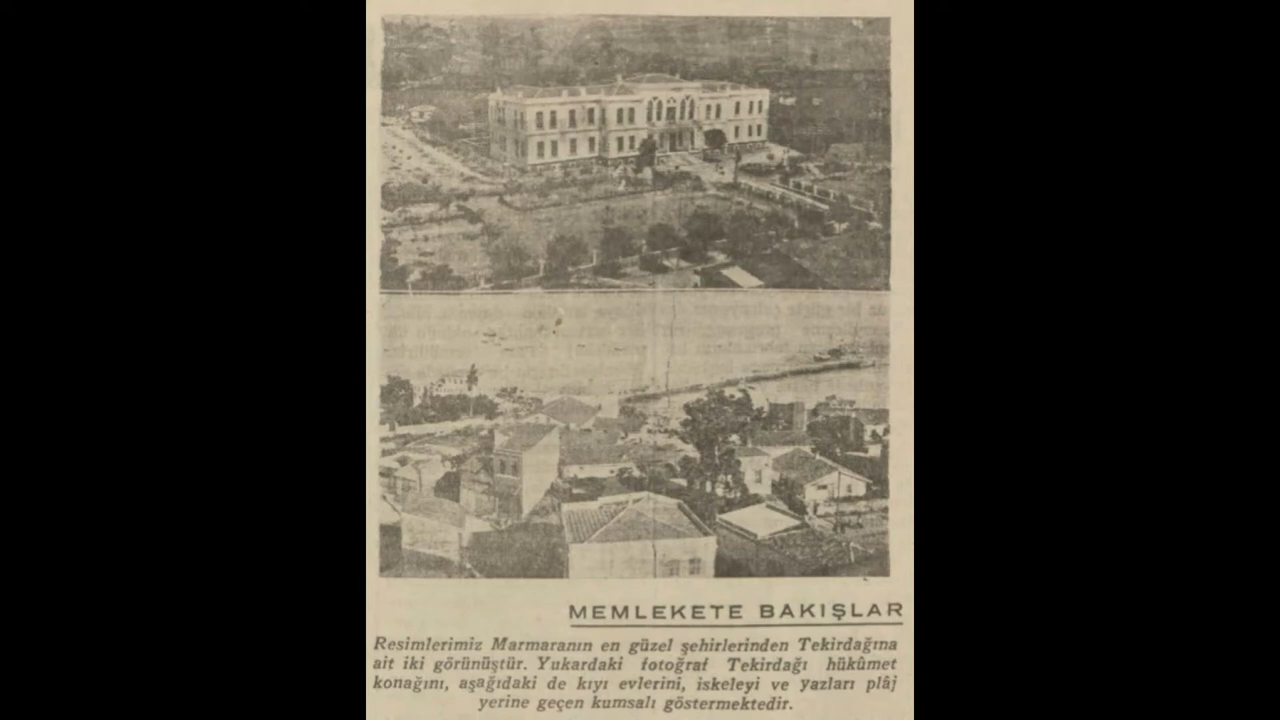 MEMLEKETE BAKIŞLAR
Resimlerimiz Marmaranın en güzel şehirlerinden Tekirdağına
ait iki görünüştür. Yukardaki fotoğraf Tekirdağı hükûmet
konağını, aşağıdaki de kıyı evlerini, iskeleyi ve yazları plâj
yerine geçen kumsalı göstermektedir.